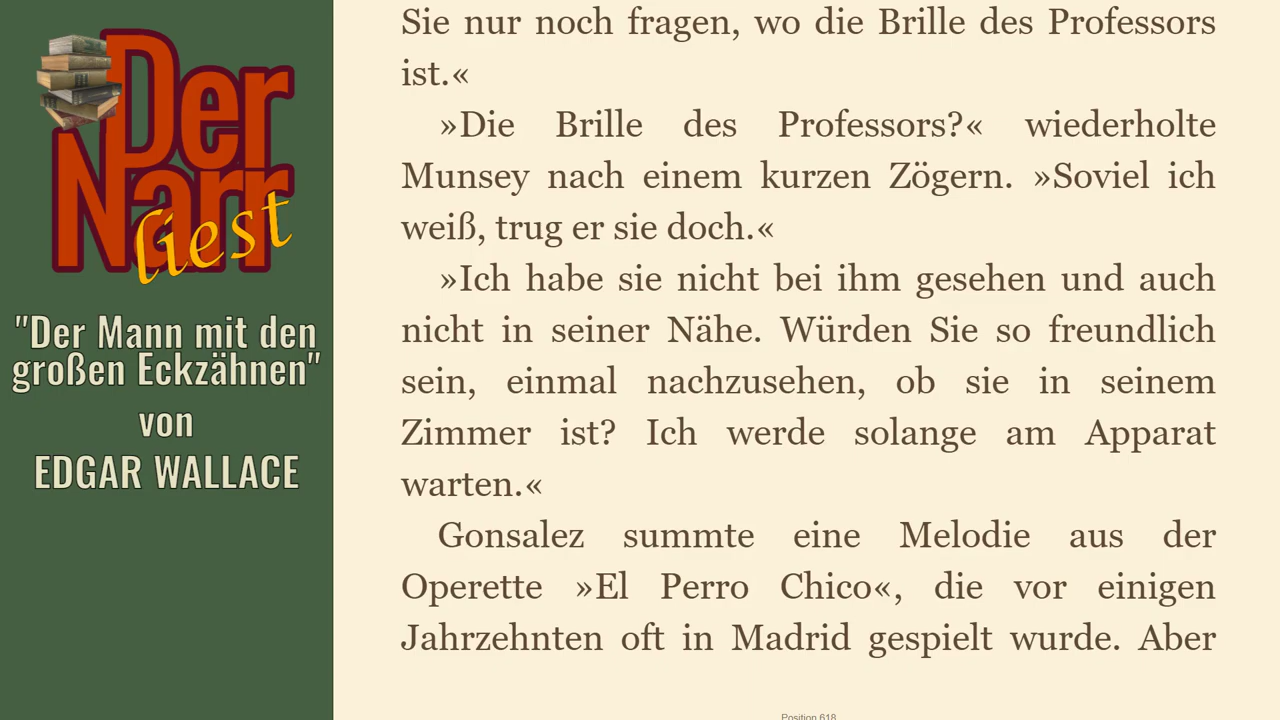 Der
Narr
liest
"Der Mann mit den
großen Eckzähnen"
von
EDGAR WALLACE
Sie nur noch fragen, wo die Brille des Professors
ist.«
»Die Brille des Professors?« wiederholte
Munsey nach einem kurzen Zögern. »Soviel ich
weiß, trug er sie doch.«
»Ich habe sie nicht bei ihm gesehen und auch
nicht in seiner Nähe. Würden Sie so freundlich
sein, einmal nachzusehen, ob sie in seinem
Zimmer ist? Ich werde solange am Apparat
warten.«
Gonsalez summte eine Melodie aus der
Operette »El Perro Chico«, die vor einigen
Jahrzehnten oft in Madrid gespielt wurde. Aber
Position 618